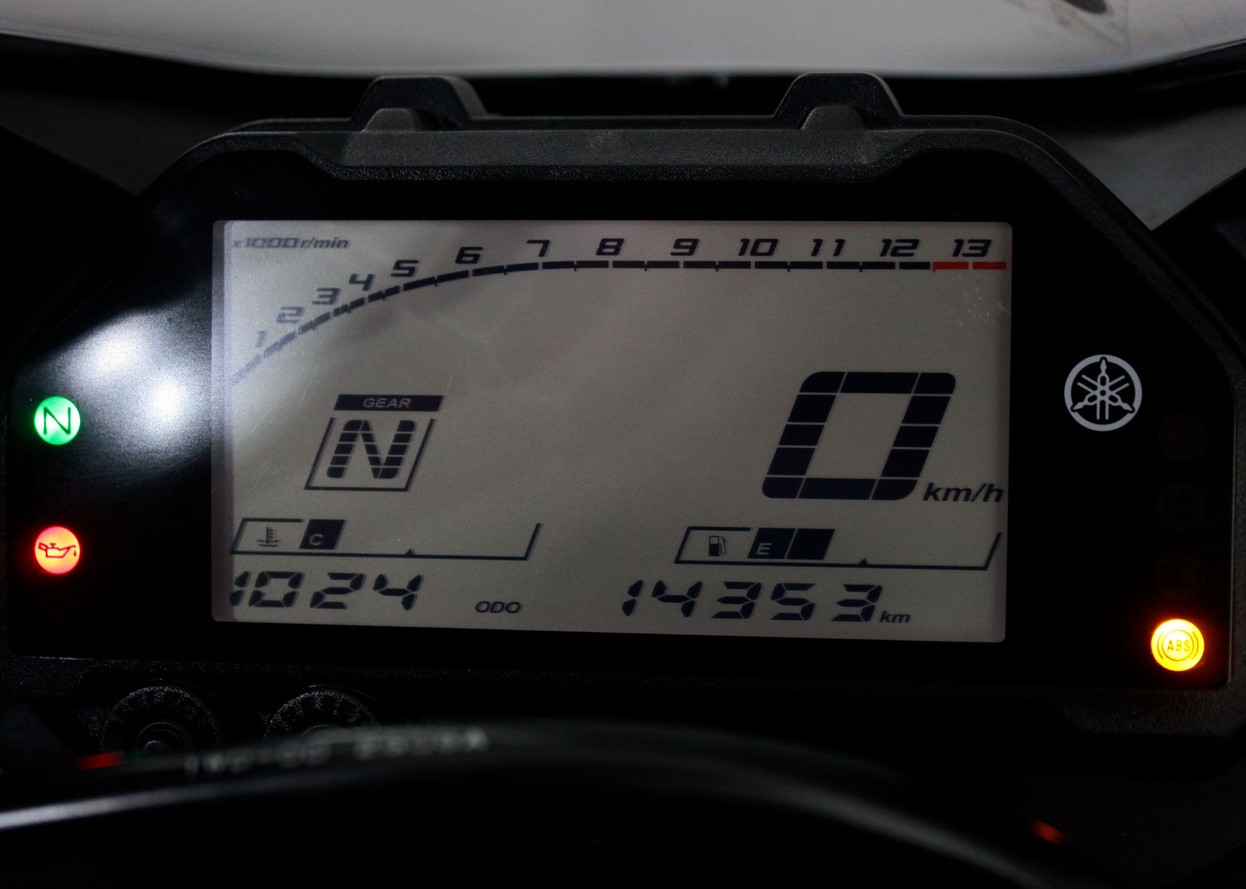 x1000 r/min
1 2 3 4 5 6 7 8 9 10 11 12 13
GEAR
N
N
0 km/h
C
E
1024 ODO 14353 km
ABS